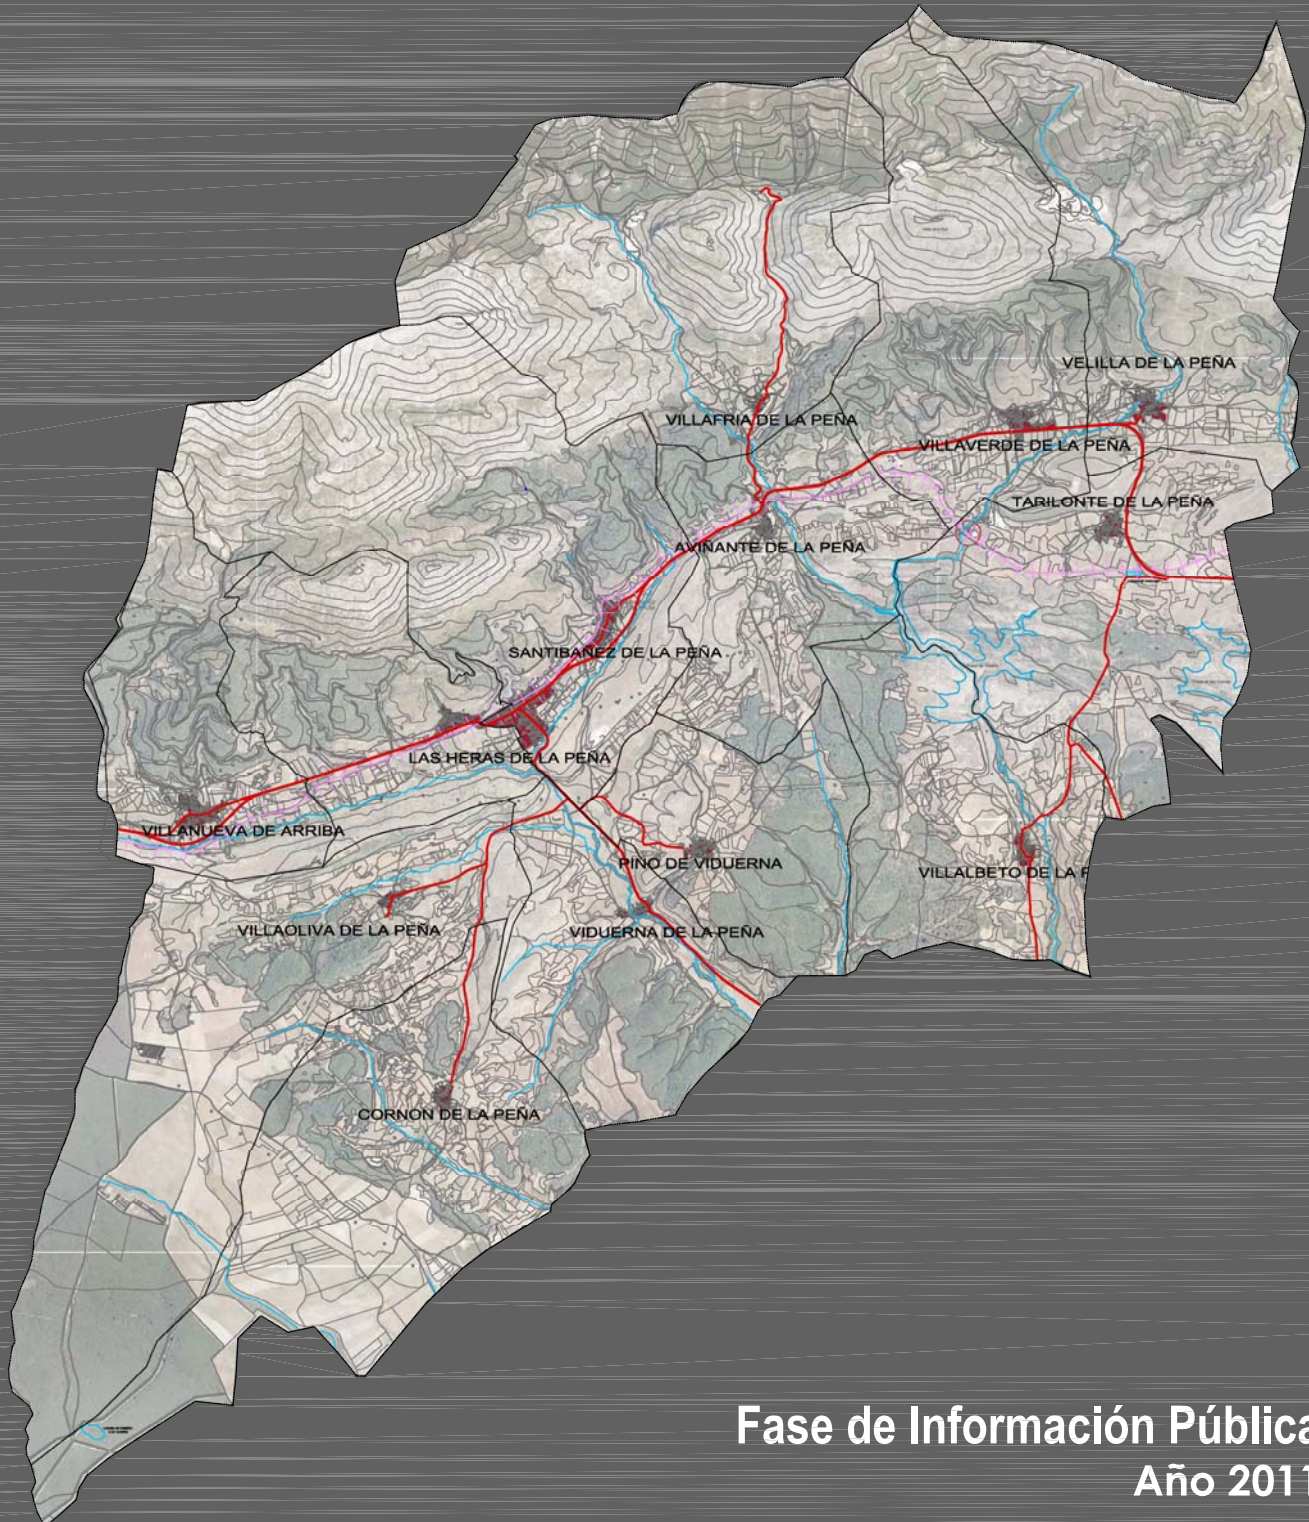 VELILLA DE LA PEÑA
VILLAFRIA DE LA PEÑA
VILLAVERDE DE LA PEÑA
TARILONTE DE LA PEÑA
AVIÑANTE DE LA PEÑA
SANTIBAÑEZ DE LA PEÑA
LAS HERAS DE LA PEÑA
VILLANUEVA DE ARRIBA
PINO DE VIDUERNA
VILLALBETO DE LA P
VILLAOLIVA DE LA PEÑA
VIDUERNA DE LA PEÑA
CORNON DE LA PEÑA
Fase de Información Pública
Año 2011